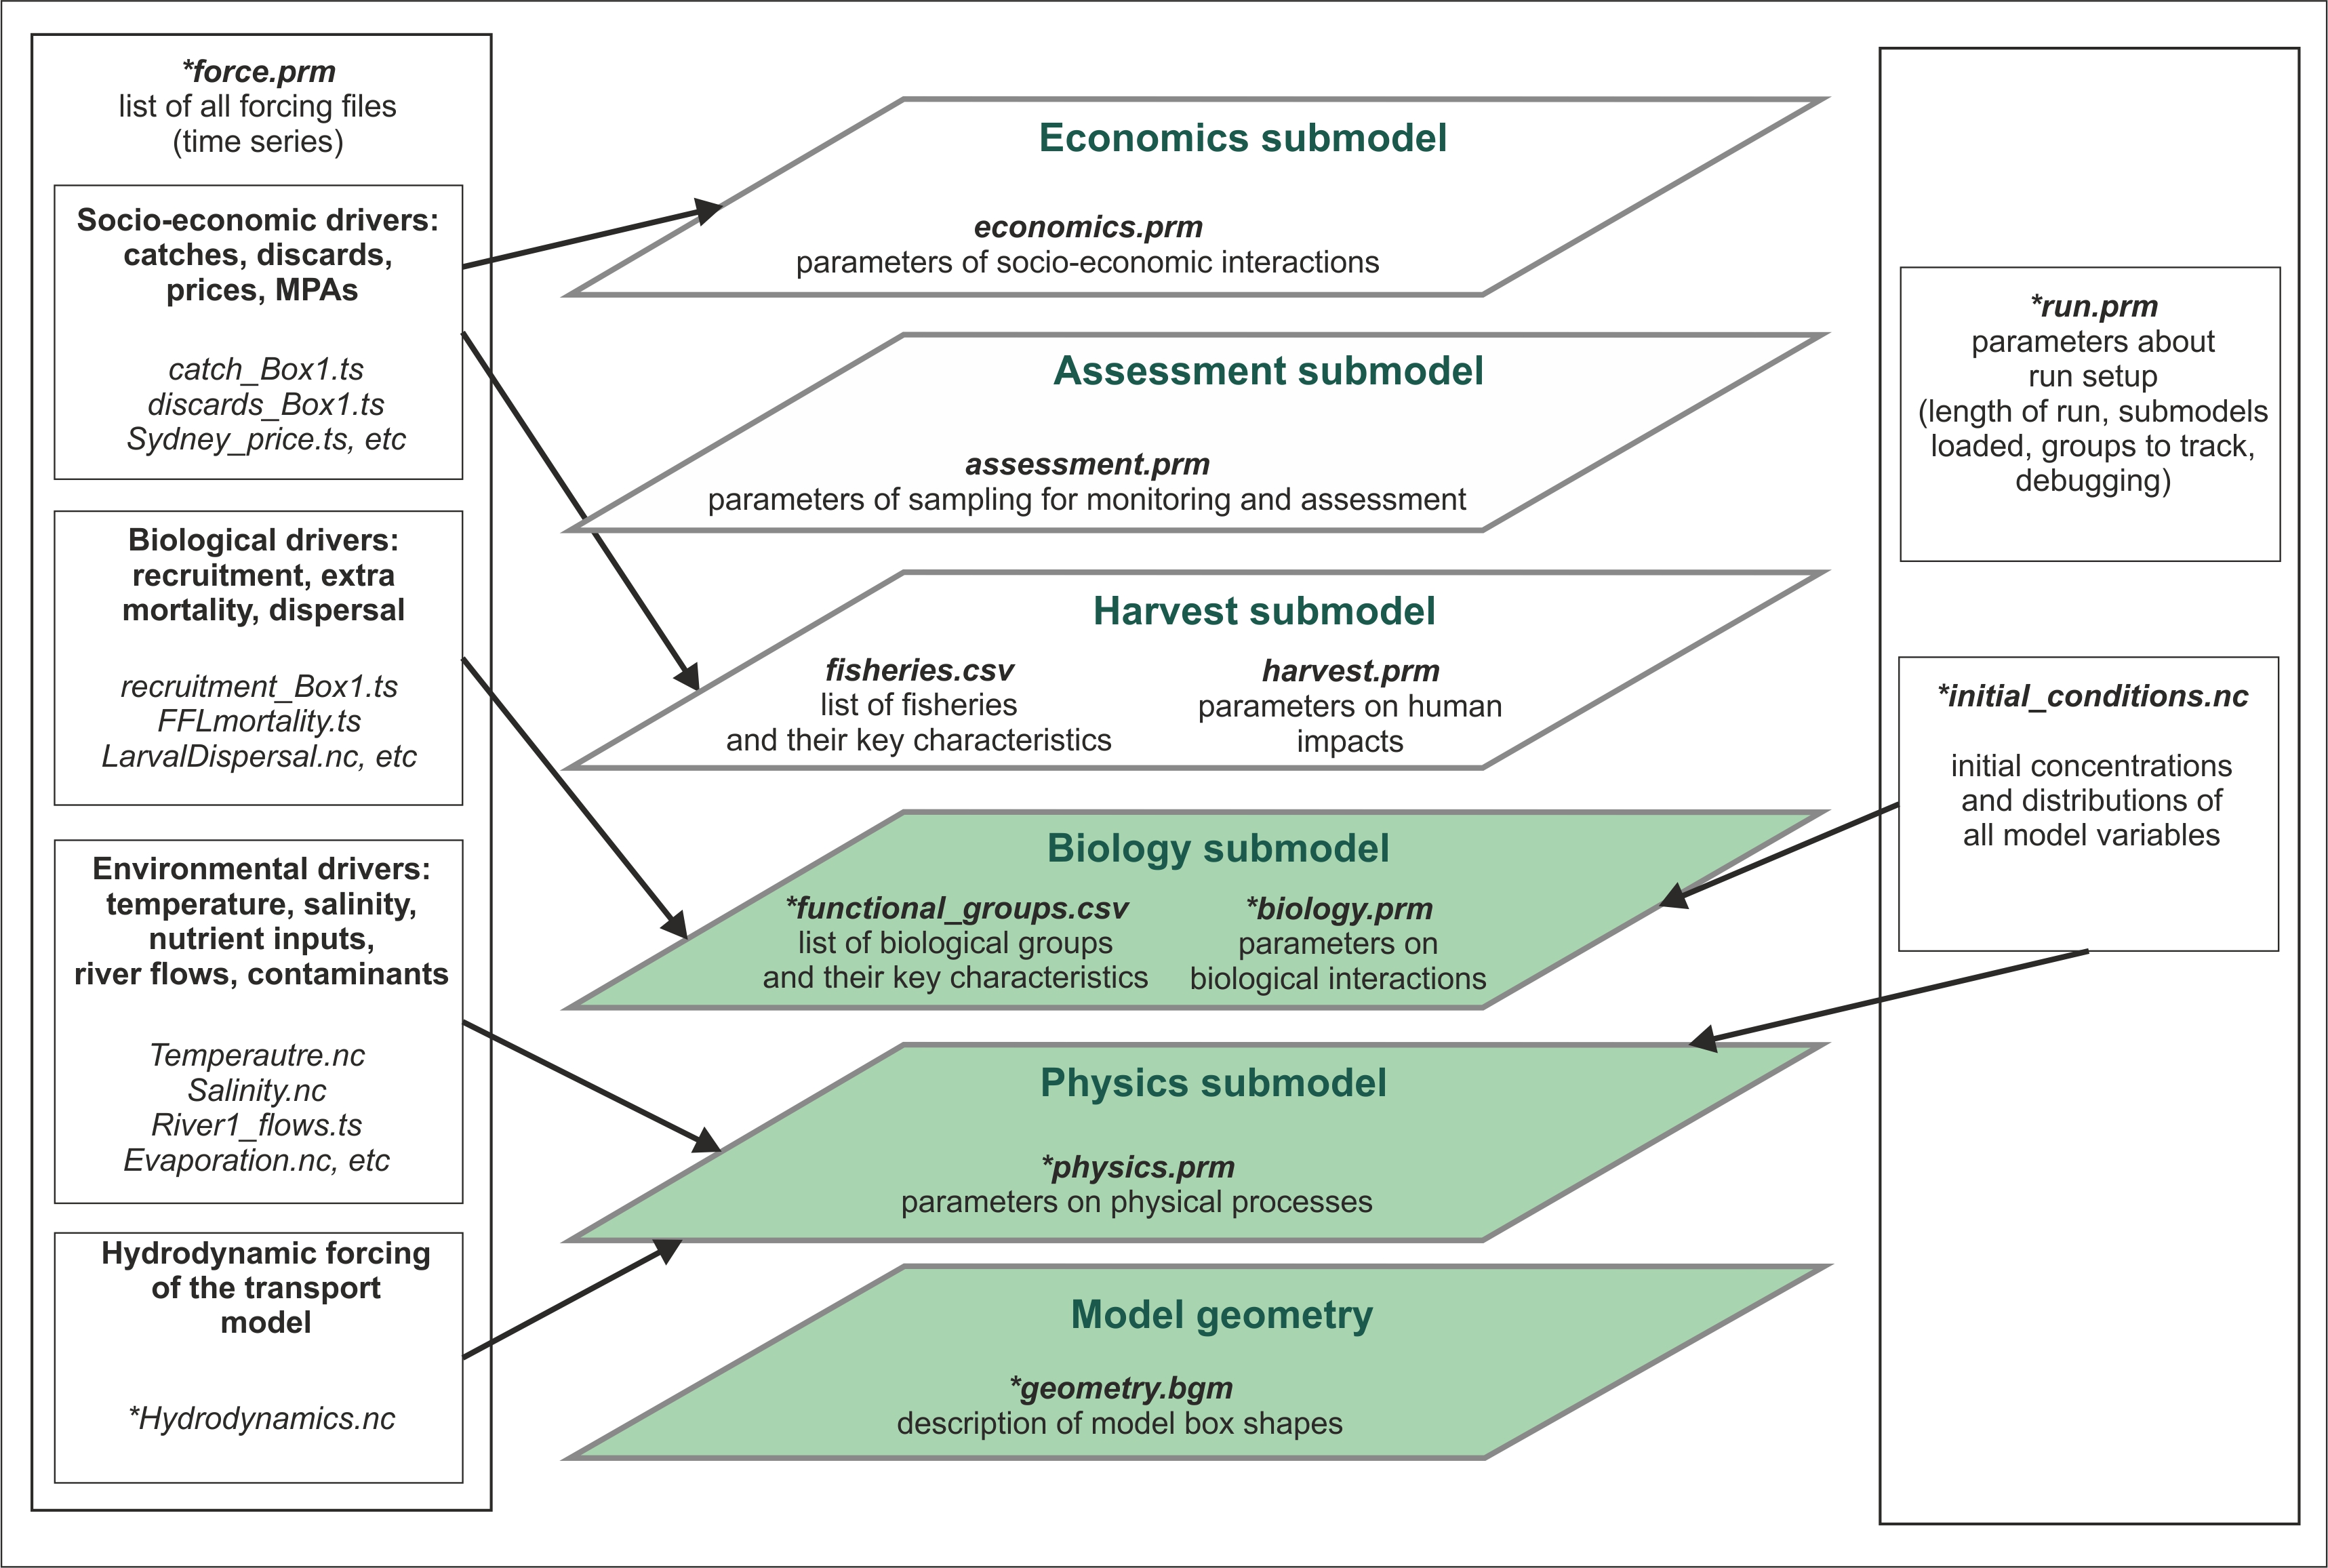 *force.prm
list of all forcing files
(time series)
Socio-economic drivers:
catches, discards,
prices, MPAs
catch_Box1.ts
discards_Box1.ts
Sydney_price.ts, etc
Biological drivers:
recruitment, extra
mortality, dispersal
recruitment_Box1.ts
FFLmortality.ts
LarvalDispersal.nc, etc
Environmental drivers:
temperature, salinity,
nutrient inputs,
river flows, contaminants
Temperautre.nc
Salinity.nc
River1_flows.ts
Evaporation.nc, etc
Hydrodynamic forcing
of the transport
model
*Hydrodynamics.nc
Economics submodel
economics.prm
parameters of socio-economic interactions
Assessment submodel
assessment.prm
parameters of sampling for monitoring and assessment
Harvest submodel
fisheries.csv
list of fisheries
and their key characteristics
harvest.prm
parameters on human
impacts
Biology submodel
*functional_groups.csv
list of biological groups
and their key characteristics
*biology.prm
parameters on
biological interactions
Physics submodel
*physics.prm
parameters on physical processes
Model geometry
*geometry.bgm
description of model box shapes
*run.prm
parameters about
run setup
(length of run, submodels
loaded, groups to track,
debugging)
*initial_conditions.nc
initial concentrations
and distributions of
all model variables